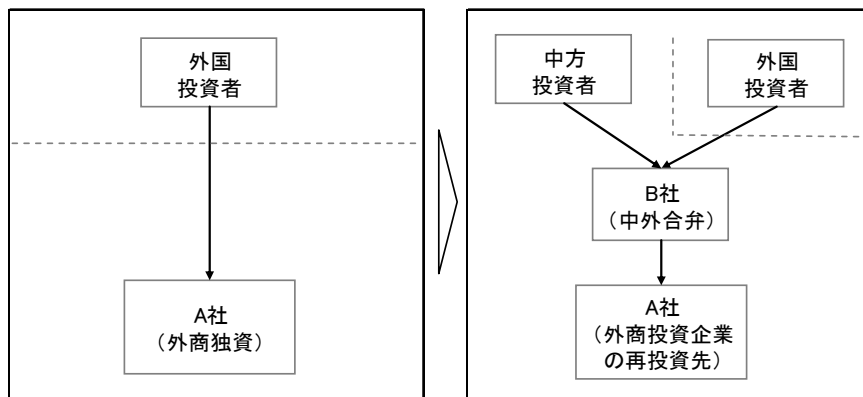 外国
投資者
A社
（外商独資）
中方
投資者
外国
投資者
B社
（中外合弁）
A社
（外商投資企業
の再投資先）